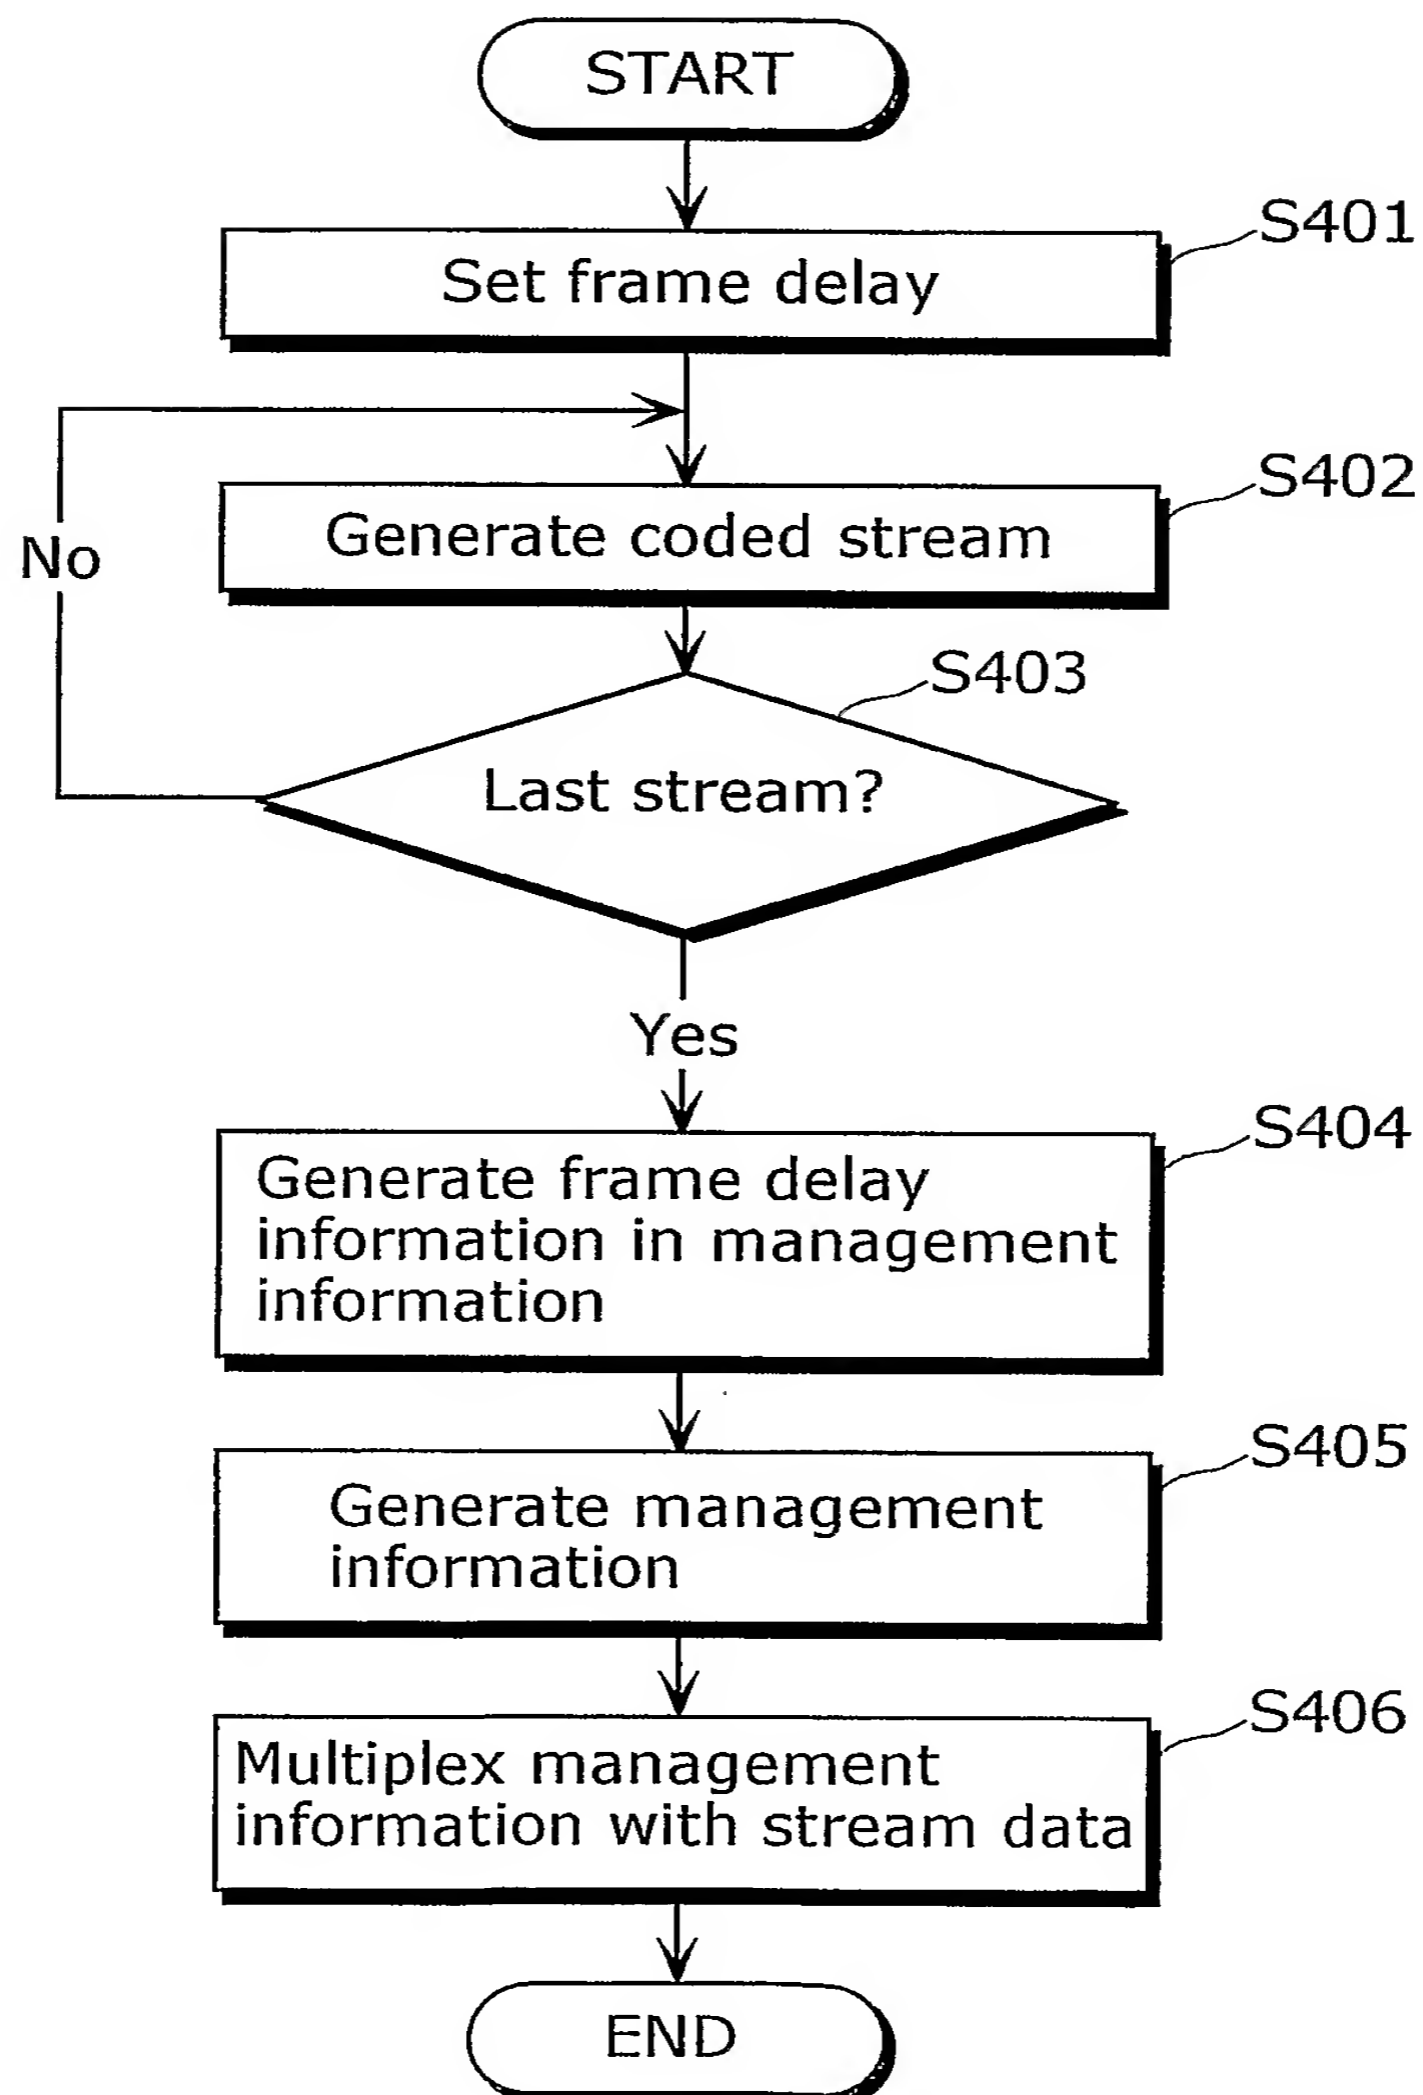 START
S401
Set frame delay
S402
Generate coded stream
No
S403
Last stream?
Yes
S404
Generate frame delay
information in management
information
S405
Generate management
information
S406
Multiplex management
information with stream data
END